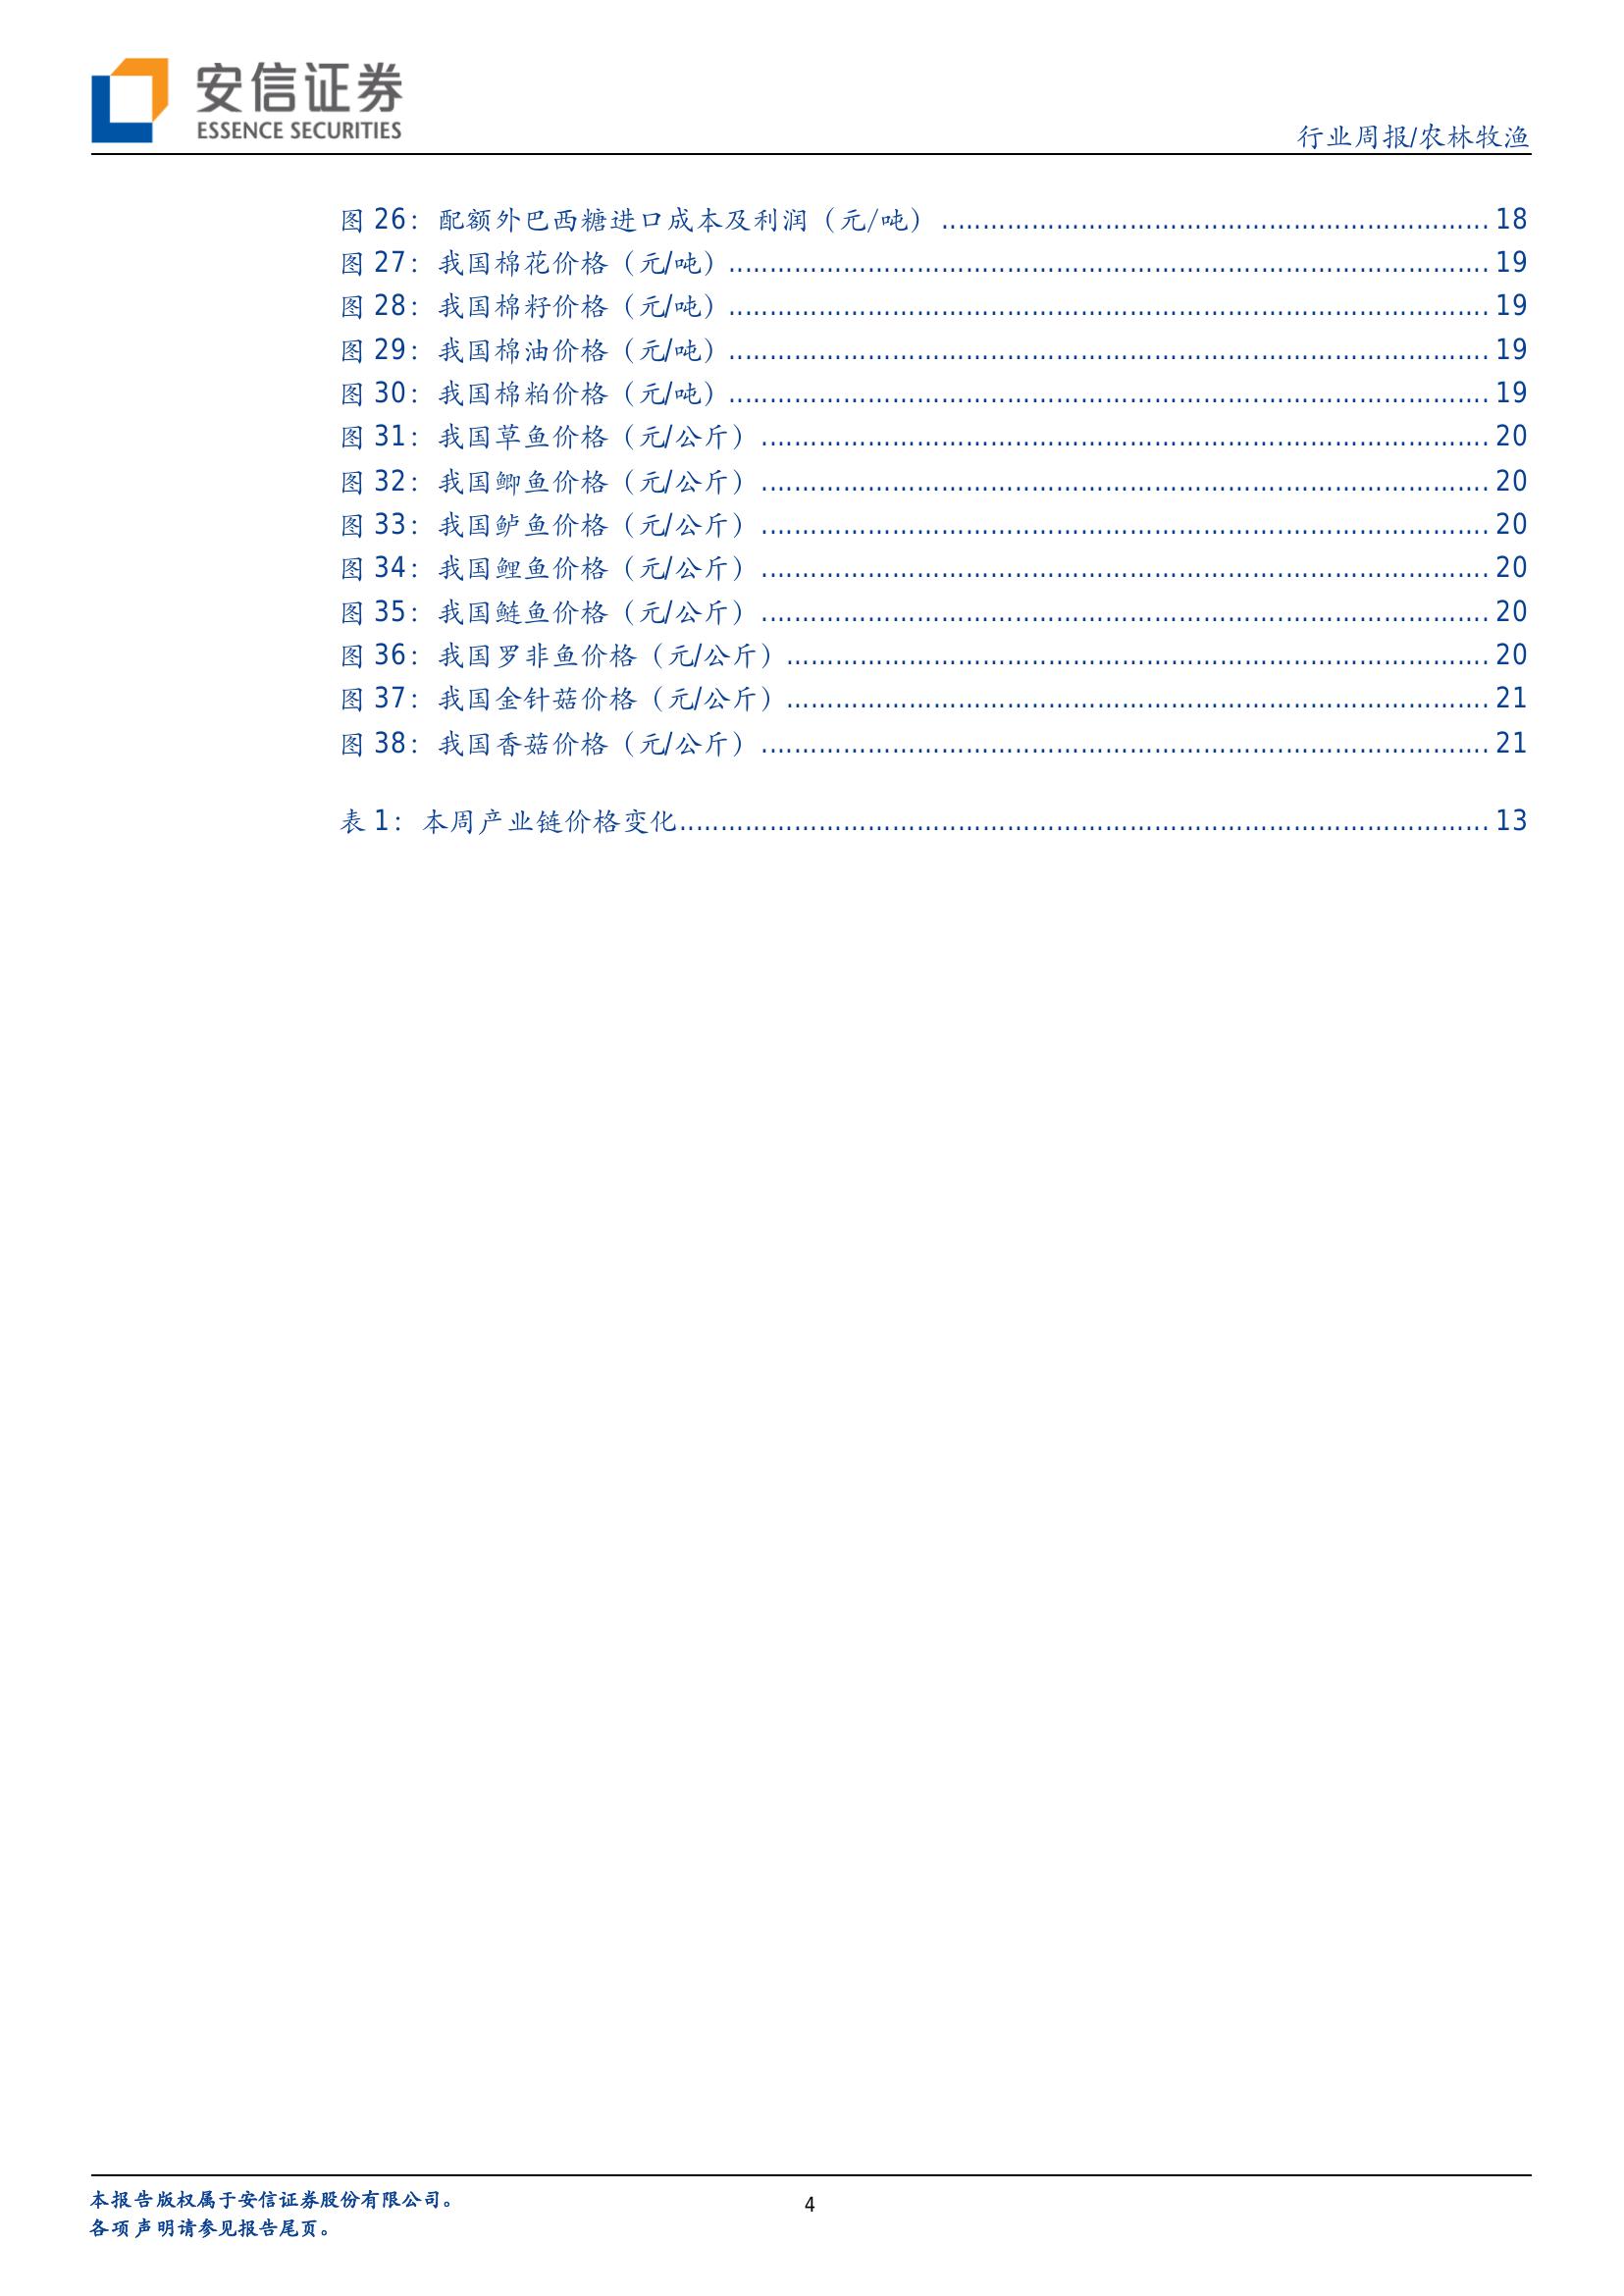 安信证券
ESSENCE SECURITIES
行业周报/农林牧渔
图 26：配额外巴西糖进口成本及利润（元/吨）......18
图 27：我国棉花价格（元/吨）......19
图 28：我国棉籽价格（元/吨）......19
图 29：我国棉油价格（元/吨）......19
图 30：我国棉粕价格（元/吨）......19
图 31：我国草鱼价格（元/公斤）......20
图 32：我国鲫鱼价格（元/公斤）......20
图 33：我国鲈鱼价格（元/公斤）......20
图 34：我国鲤鱼价格（元/公斤）......20
图 35：我国鲢鱼价格（元/公斤）......20
图 36：我国罗非鱼价格（元/公斤）......20
图 37：我国金针菇价格（元/公斤）......21
图 38：我国香菇价格（元/公斤）......21
表 1：本周产业链价格变化......13
本报告版权属于安信证券股份有限公司。
各项声明请参见报告尾页。
4